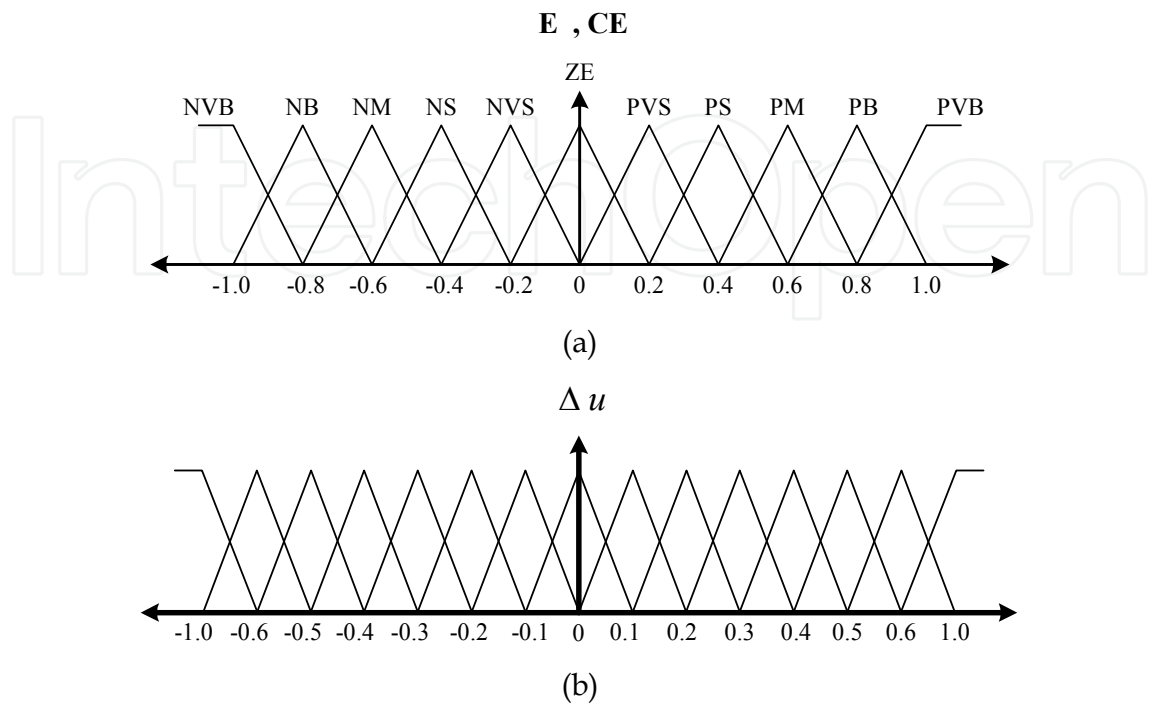 E , CE
ZE
NVB NB NM NS NVS PVS PS PM PB PVB
IntechOpen
-1.0 -0.8 -0.6 -0.4 -0.2 0 0.2 0.4 0.6 0.8 1.0
(a)
Δ u
-1.0 -0.6 -0.5 -0.4 -0.3 -0.2 -0.1 0 0.1 0.2 0.3 0.4 0.5 0.6 1.0
(b)